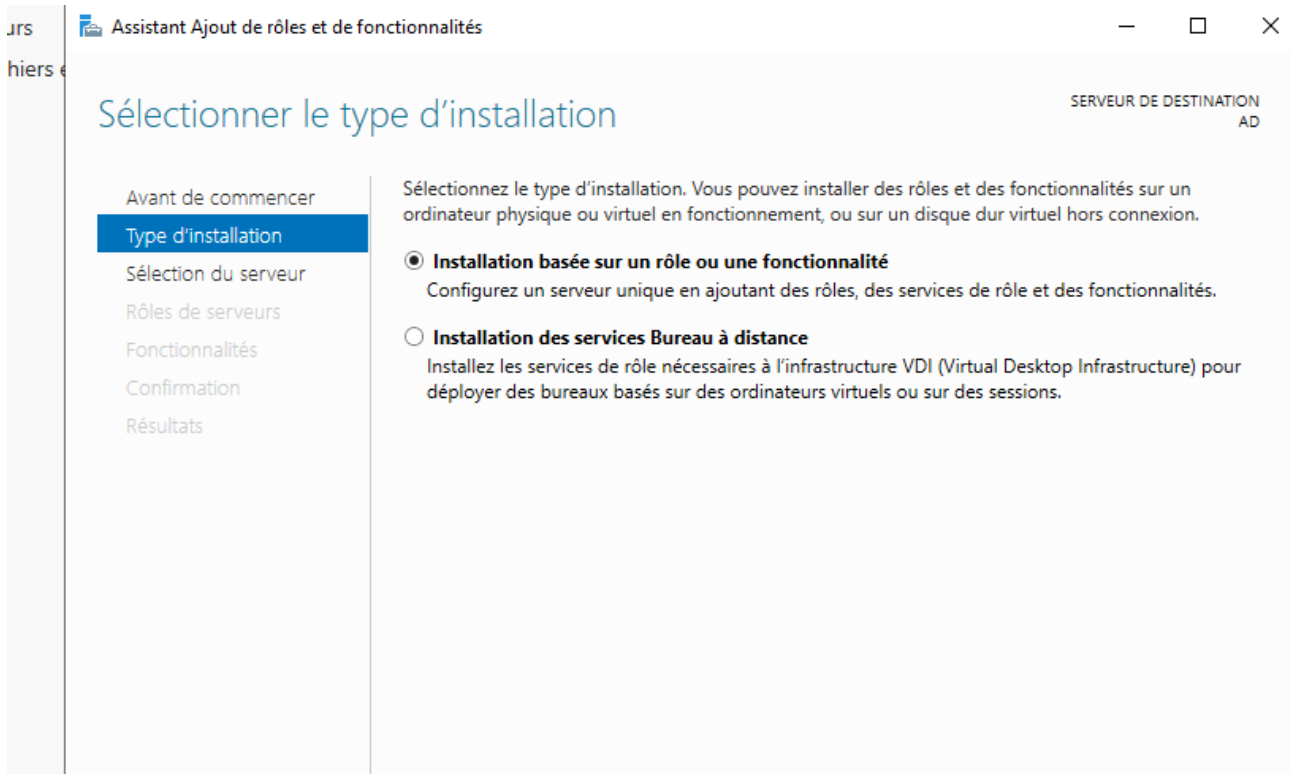 urs
hiers e
Assistant Ajout de rôles et de fonctionnalités
Sélectionner le type d’installation
SERVEUR DE DESTINATION
AD
Avant de commencer
Type d’installation
Sélection du serveur
Rôles de serveurs
Fonctionnalités
Confirmation
Résultats
Sélectionnez le type d’installation. Vous pouvez installer des rôles et des fonctionnalités sur un
ordinateur physique ou virtuel en fonctionnement, ou sur un disque dur virtuel hors connexion.
Installation basée sur un rôle ou une fonctionnalité
Configurez un serveur unique en ajoutant des rôles, des services de rôle et des fonctionnalités.
Installation des services Bureau à distance
Installez les services de rôle nécessaires à l’infrastructure VDI (Virtual Desktop Infrastructure) pour
déployer des bureaux basés sur des ordinateurs virtuels ou sur des sessions.